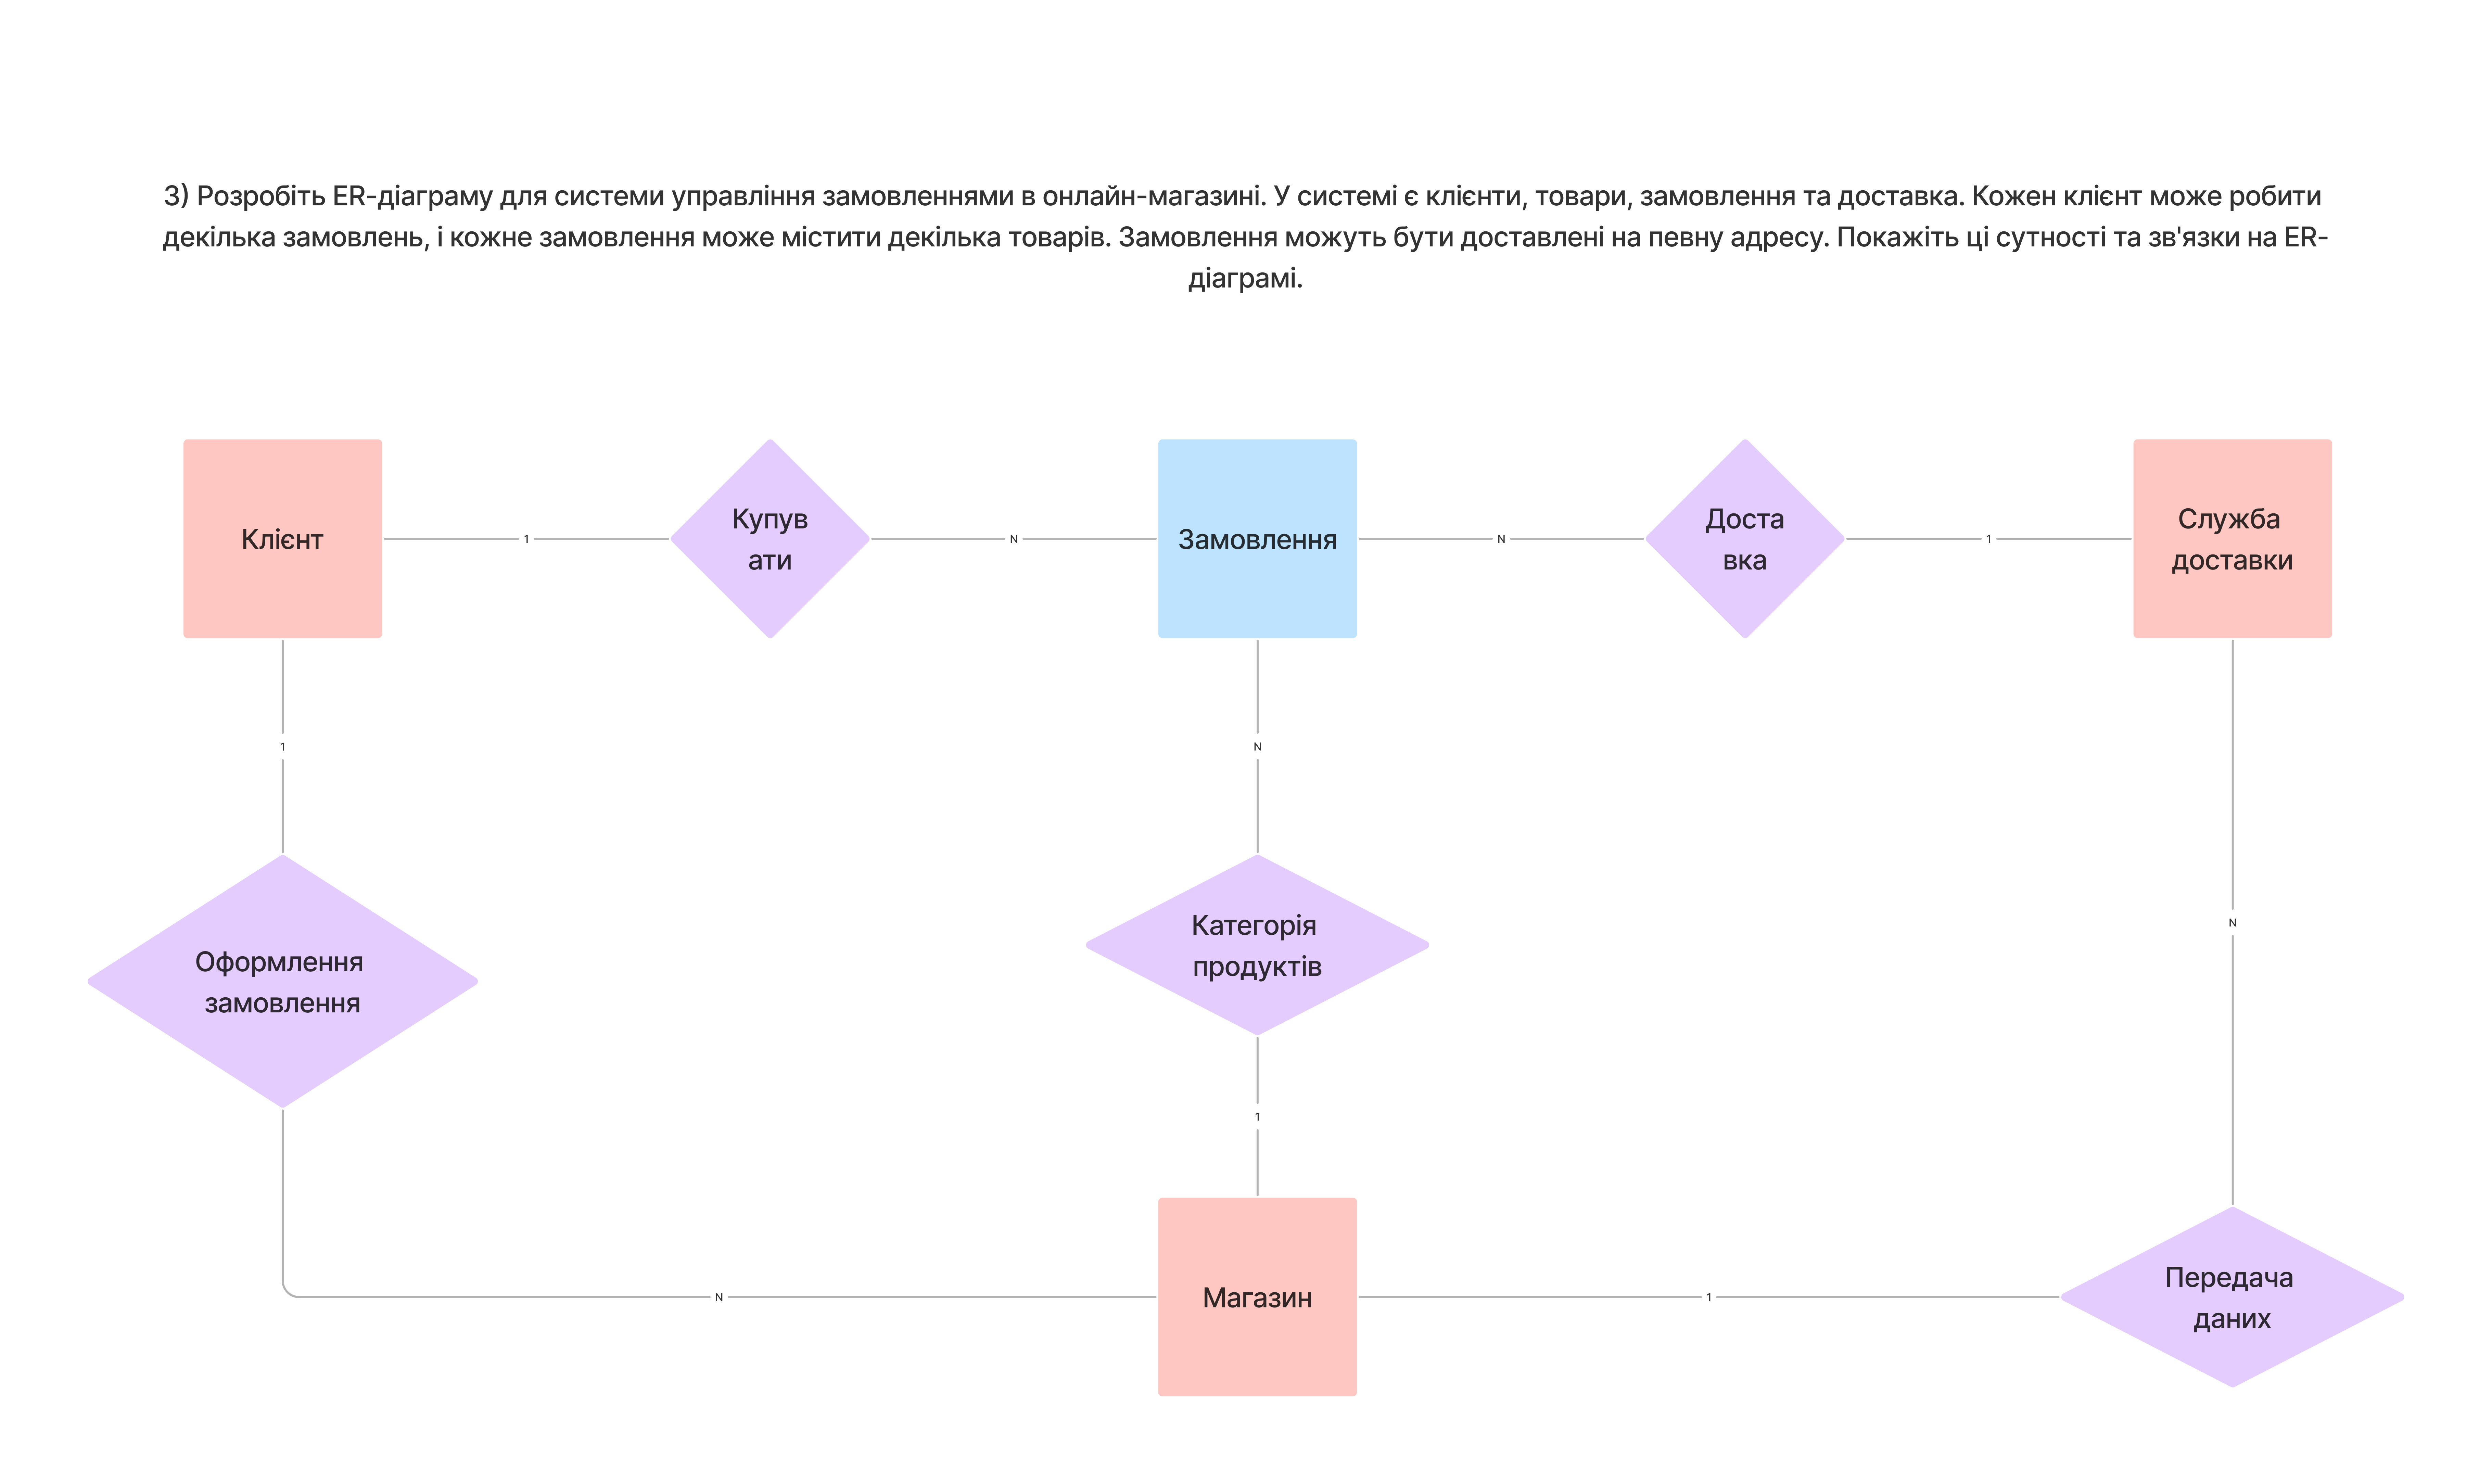 3) Розробіть ER-діаграму для системи управління замовленнями в онлайн-магазині. У системі є клієнти, товари, замовлення та доставка. Кожен клієнт може робити
декілька замовлень, і кожне замовлення може містити декілька товарів. Замовлення можуть бути доставлені на певну адресу. Покажіть ці сутності та зв'язки на ER-
діаграмі.
Клієнт
1
Купув
ати
N
Замовлення
N
Доста
вка
1
Служба
доставки
1
N
N
Оформлення
замовлення
Категорія
продуктів
1
N
Магазин
1
Передача
даних